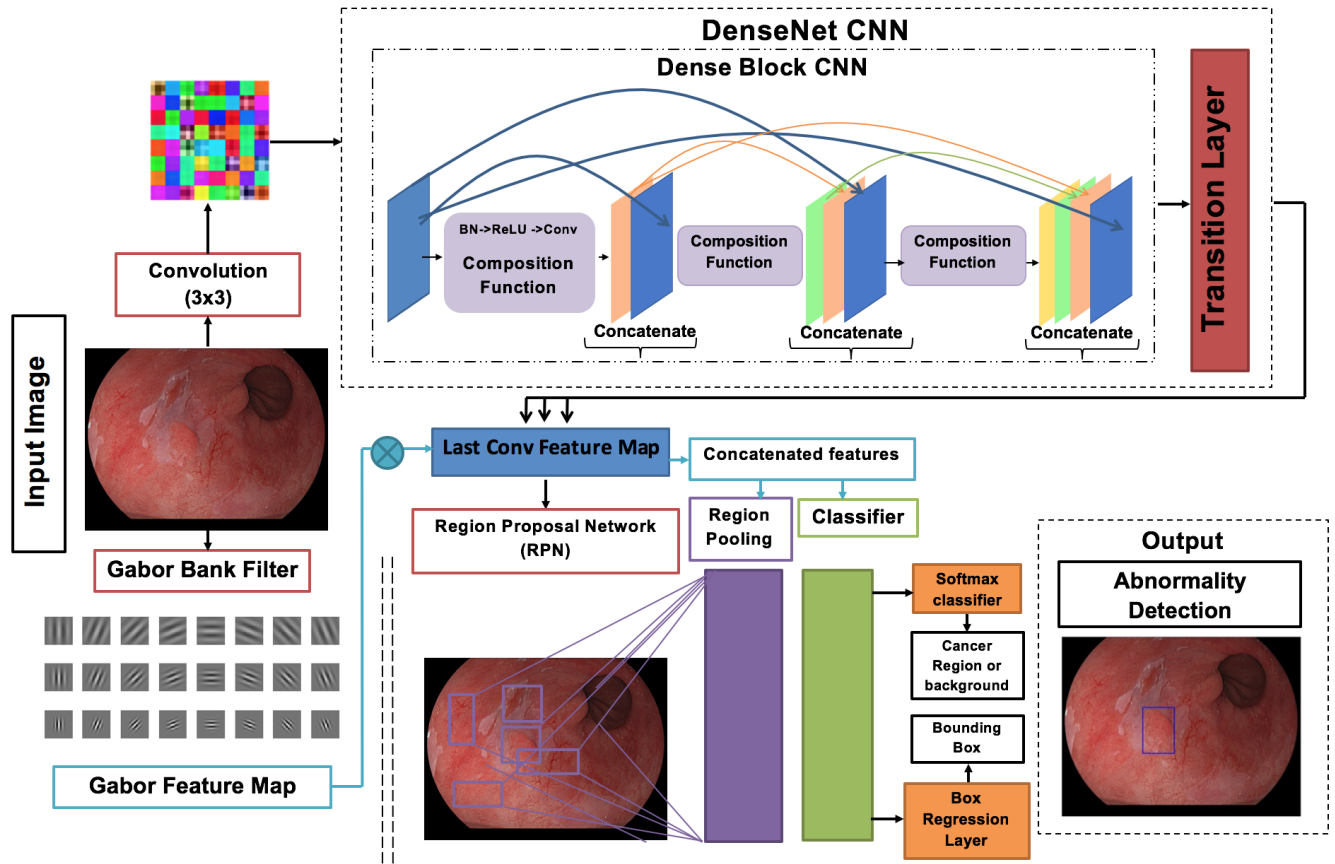 DenseNet CNN
Dense Block CNN
BN->ReLU ->Conv
Composition
Function
Composition
Function
Composition
Function
Concatenate
Concatenate
Concatenate
Transition Layer
Convolution
(3x3)
Input Image
Gabor Bank Filter
Gabor Feature Map
Last Conv Feature Map
Concatenated features
Region Proposal Network
(RPN)
Region
Pooling
Classifier
Softmax
classifier
Cancer
Region or
background
Bounding
Box
Box
Regression
Layer
Output
Abnormality
Detection